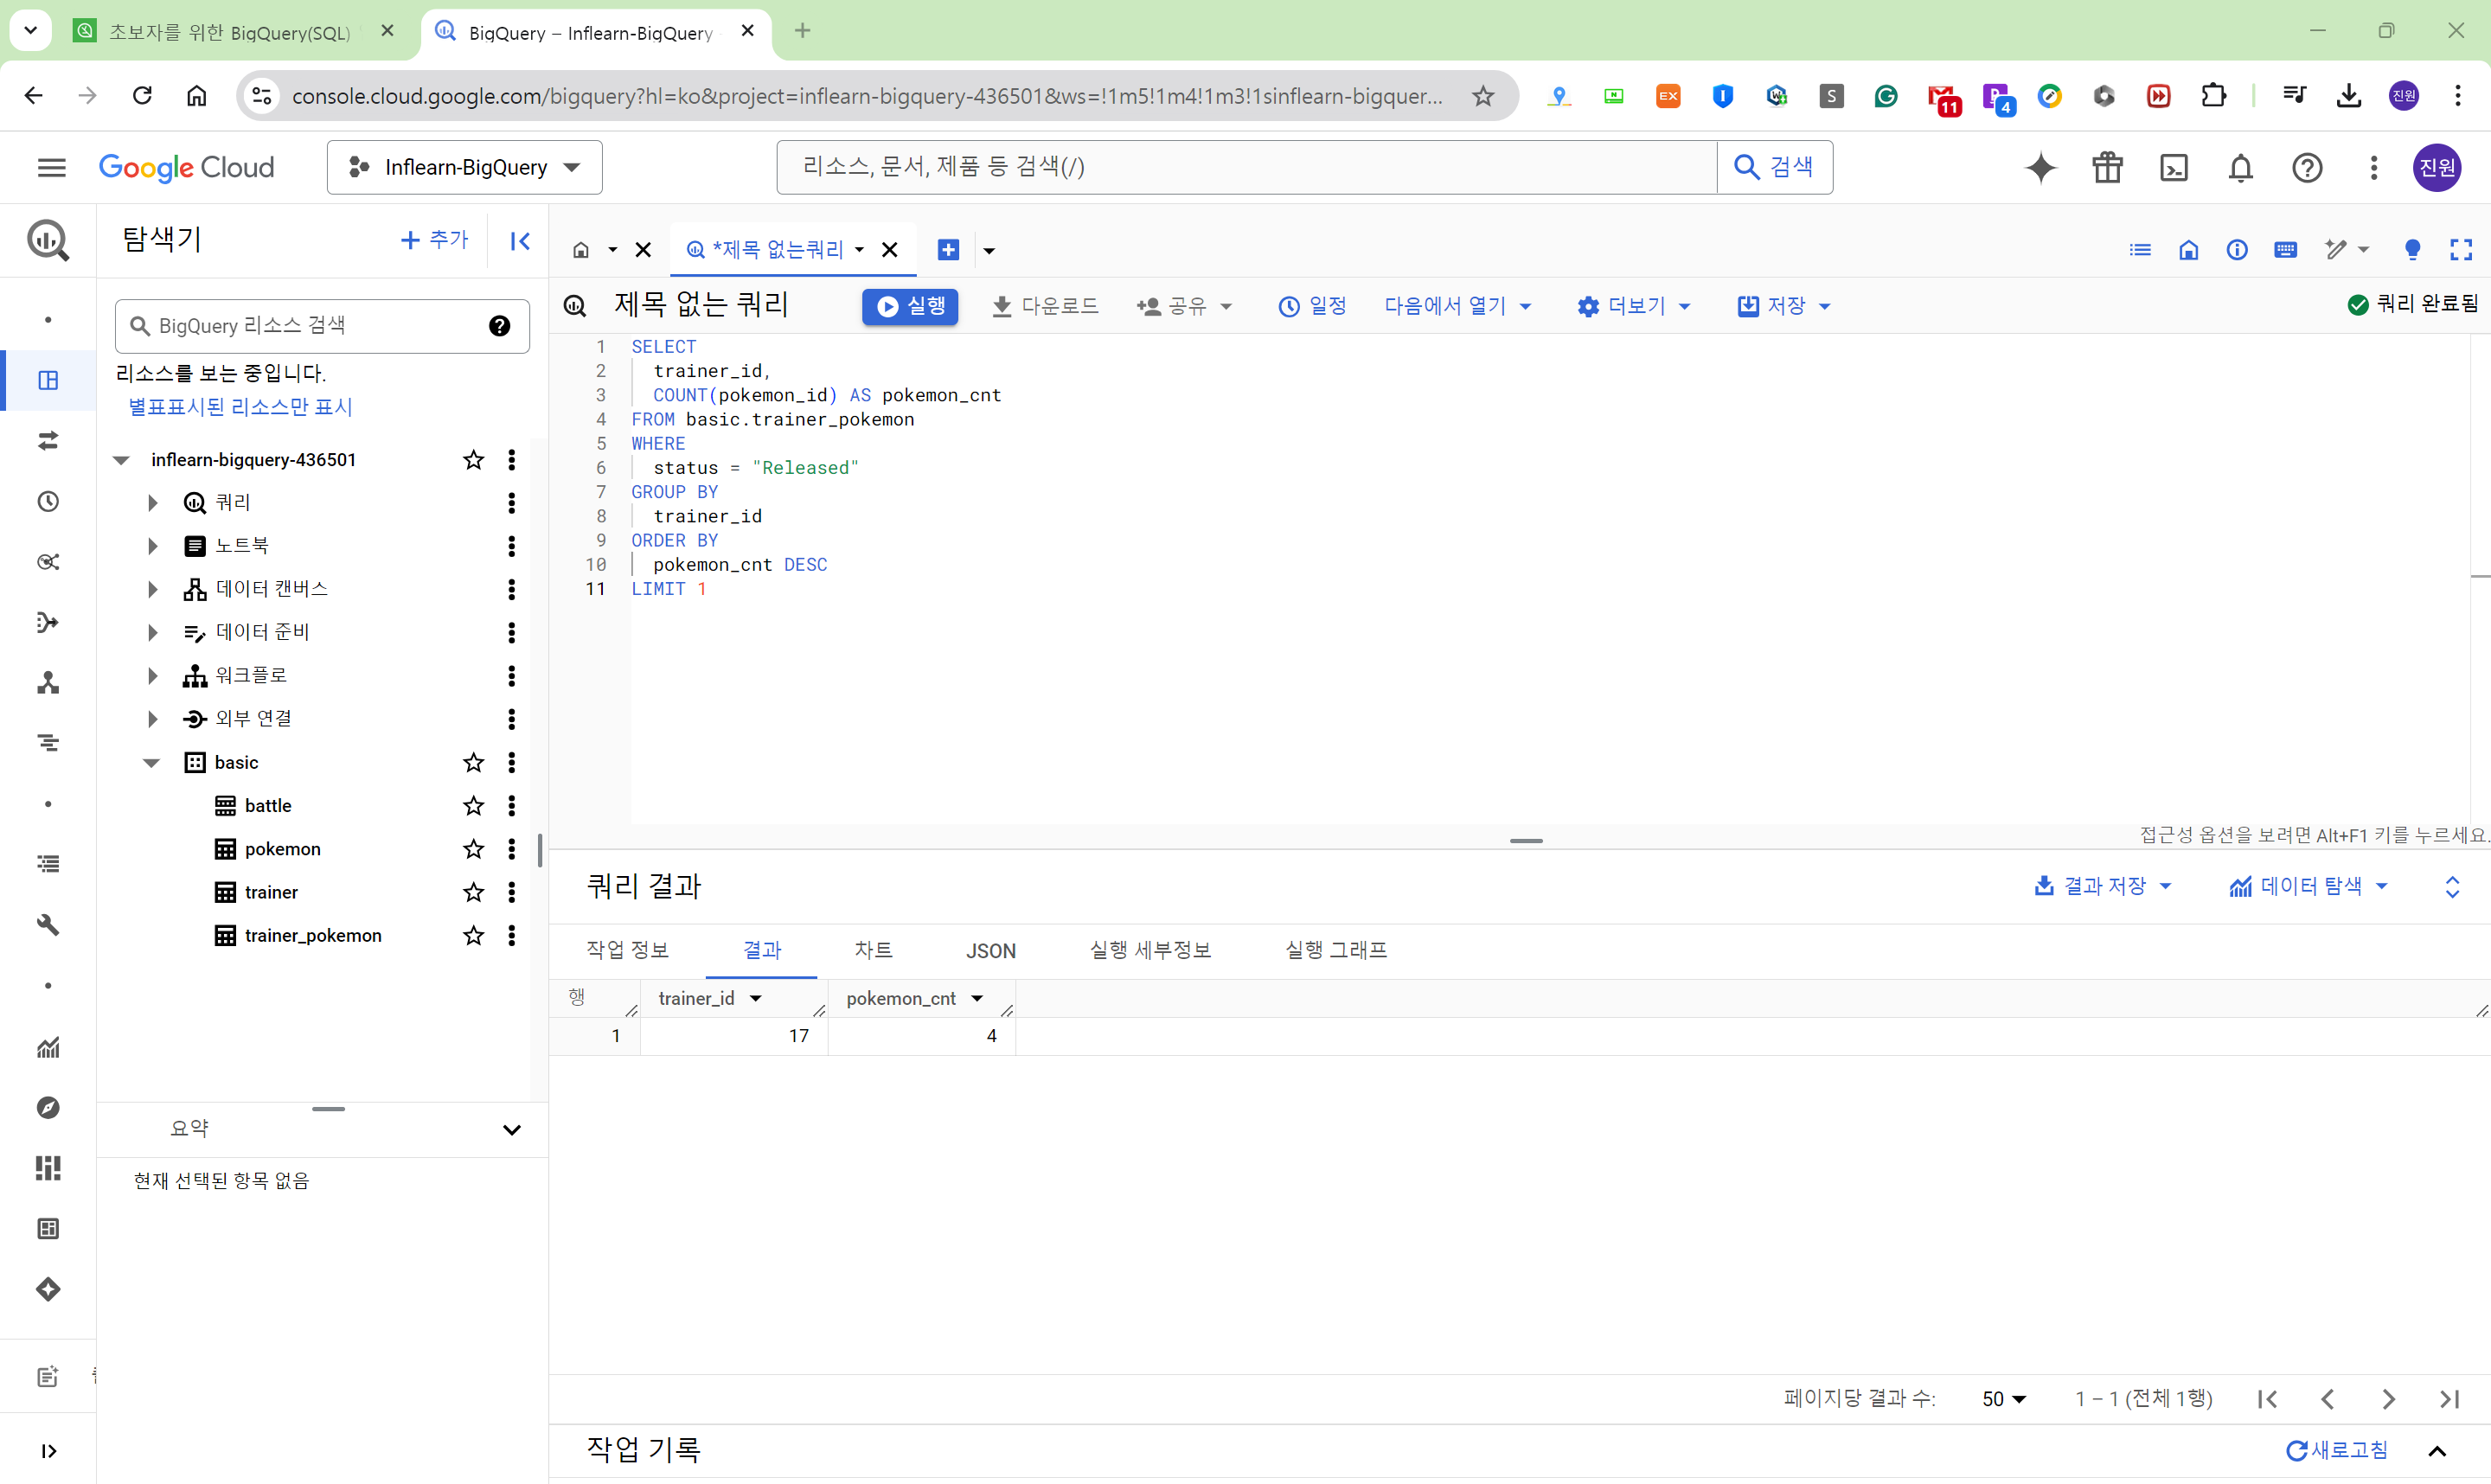 초보자를 위한 BigQuery(SQL)
BigQuery – Inflearn-BigQuery
console.cloud.google.com/bigquery?hl=ko&project=inflearn-bigquery-436501&ws=!1m5!1m4!1m3!1sinflearn-bigquer...
EX
S
11
4
진원
Google Cloud
Inflearn-BigQuery
리소스, 문서, 제품 등 검색(/)
검색
진원
탐색기
추가
*제목 없는쿼리
BigQuery 리소스 검색
리소스를 보는 중입니다.
별표표시된 리소스만 표시
inflearn-bigquery-436501
쿼리
노트북
데이터 캔버스
데이터 준비
워크플로
외부 연결
basic
battle
pokemon
trainer
trainer_pokemon
요약
현재 선택된 항목 없음
제목 없는 쿼리
실행
다운로드
공유
일정
다음에서 열기
더보기
저장
쿼리 완료됨
1 SELECT
2 trainer_id,
3 COUNT(pokemon_id) AS pokemon_cnt
4 FROM basic.trainer_pokemon
5 WHERE
6 status = "Released"
7 GROUP BY
8 trainer_id
9 ORDER BY
10 pokemon_cnt DESC
11 LIMIT 1
접근성 옵션을 보려면 Alt+F1 키를 누르세요.
쿼리 결과
결과 저장
데이터 탐색
작업 정보
결과
차트
JSON
실행 세부정보
실행 그래프
행 trainer_id pokemon_cnt
1 17 4
페이지당 결과 수: 50 1 – 1 (전체 1행)
작업 기록
새로고침